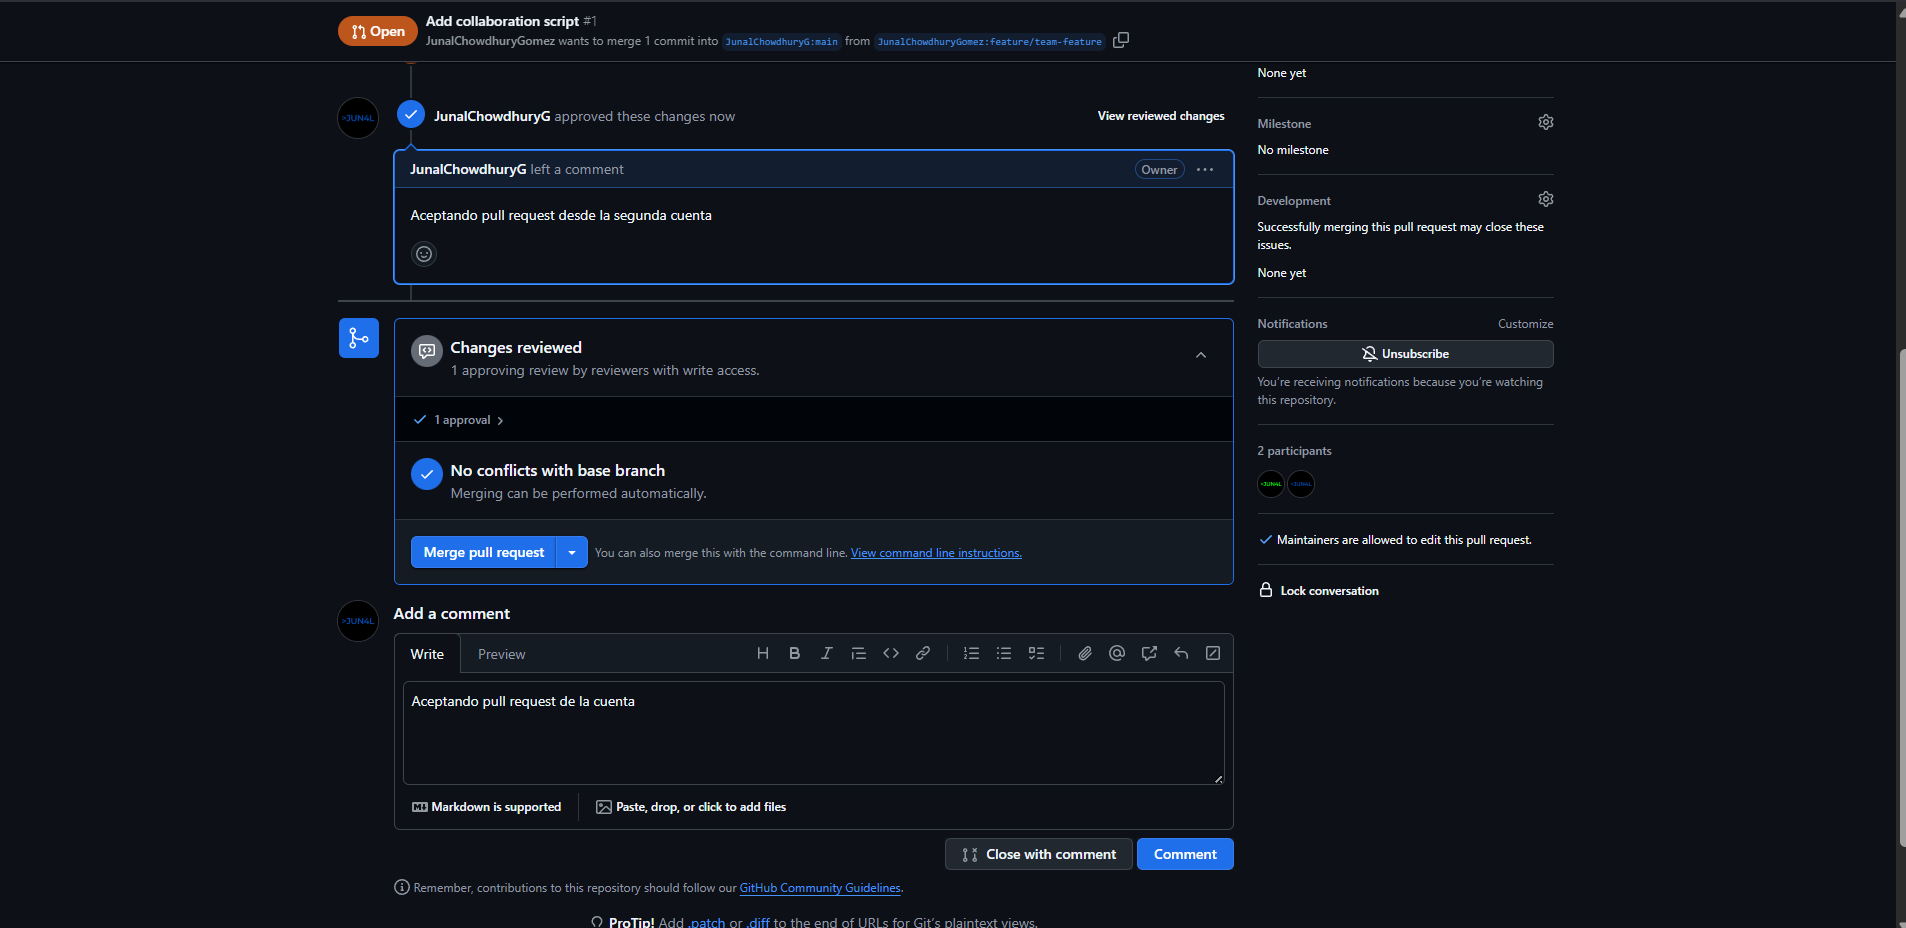 Open
Add collaboration script #1
JunalChowdhuryGomez wants to merge 1 commit into JunalChowdhuryG:main from JunalChowdhuryGomez:feature/team-feature
>JUN4L
JunalChowdhuryG approved these changes now
View reviewed changes
JunalChowdhuryG left a comment
Owner
Aceptando pull request desde la segunda cuenta
Changes reviewed
1 approving review by reviewers with write access.
1 approval
No conflicts with base branch
Merging can be performed automatically.
Merge pull request
You can also merge this with the command line. View command line instructions.
>JUN4L
Add a comment
Write
Preview
Aceptando pull request de la cuenta
Markdown is supported
Paste, drop, or click to add files
Close with comment
Comment
Remember, contributions to this repository should follow our GitHub Community Guidelines.
ProTip! Add .patch or .diff to the end of URLs for Git's plaintext views.
None yet
Milestone
No milestone
Development
Successfully merging this pull request may close these
issues.
None yet
Notifications
Customize
Unsubscribe
You're receiving notifications because you're watching
this repository.
2 participants
>JUN4L
>JUN4L
Maintainers are allowed to edit this pull request.
Lock conversation